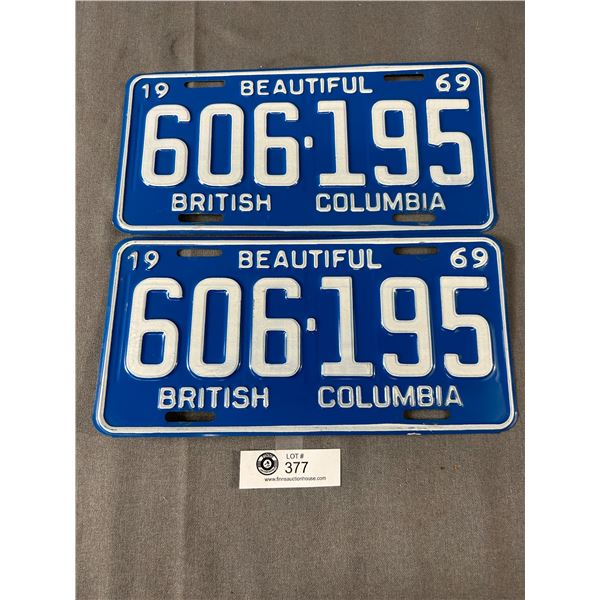 19 BEAUTIFUL 69
606·195
BRITISH COLUMBIA
19 BEAUTIFUL 69
606·195
BRITISH COLUMBIA
LOT #
377
www.finnsauctionhouse.com